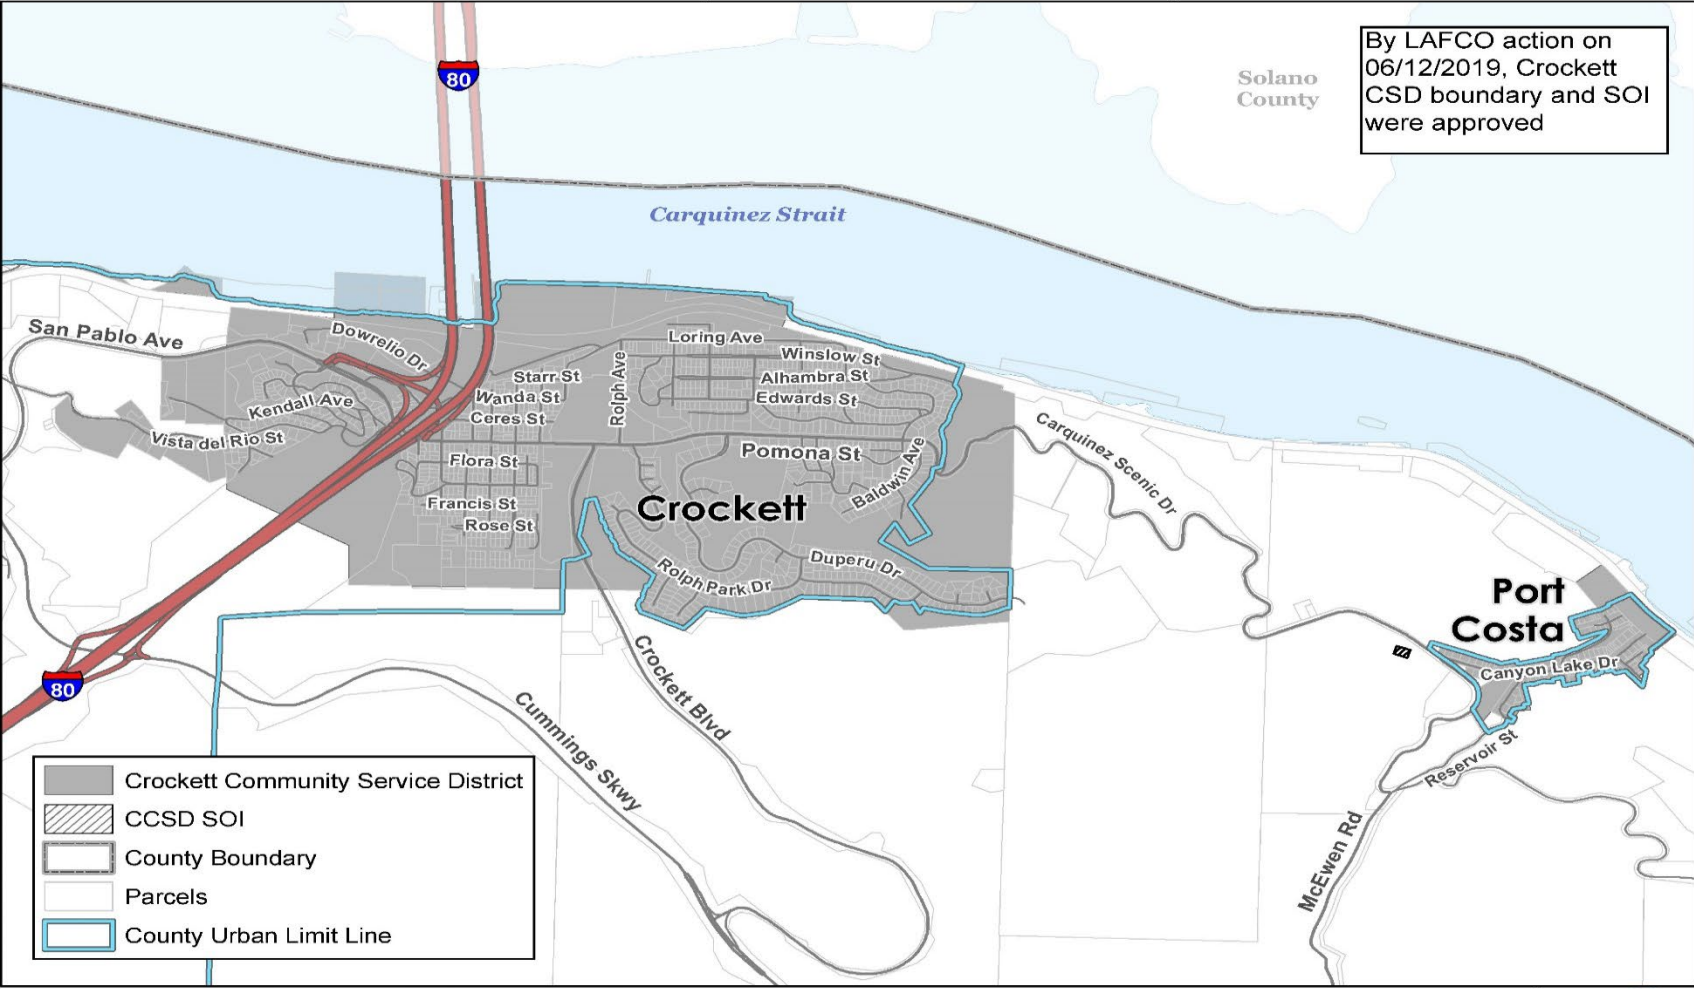 80
By LAFCO action on
06/12/2019, Crockett
CSD boundary and SOI
were approved
Solano
County
Carquinez Strait
San Pablo Ave
Dowrelio Dr
Loring Ave
Winslow St
Starr St
Rolph Ave
Alhambra St
Wanda St
Edwards St
Kendall Ave
Ceres St
Vista del Rio St
Pomona St
Carquinez Scenic Dr
Flora St
Baldwin Ave
Francis St
Crockett
Rose St
Duperu Dr
Rolph Park Dr
Port
Costa
Canyon Lake Dr
80
Crockett Blvd
Cummings Skwy
Reservoir St
McEwen Rd
Crockett Community Service District
CCSD SOI
County Boundary
Parcels
County Urban Limit Line